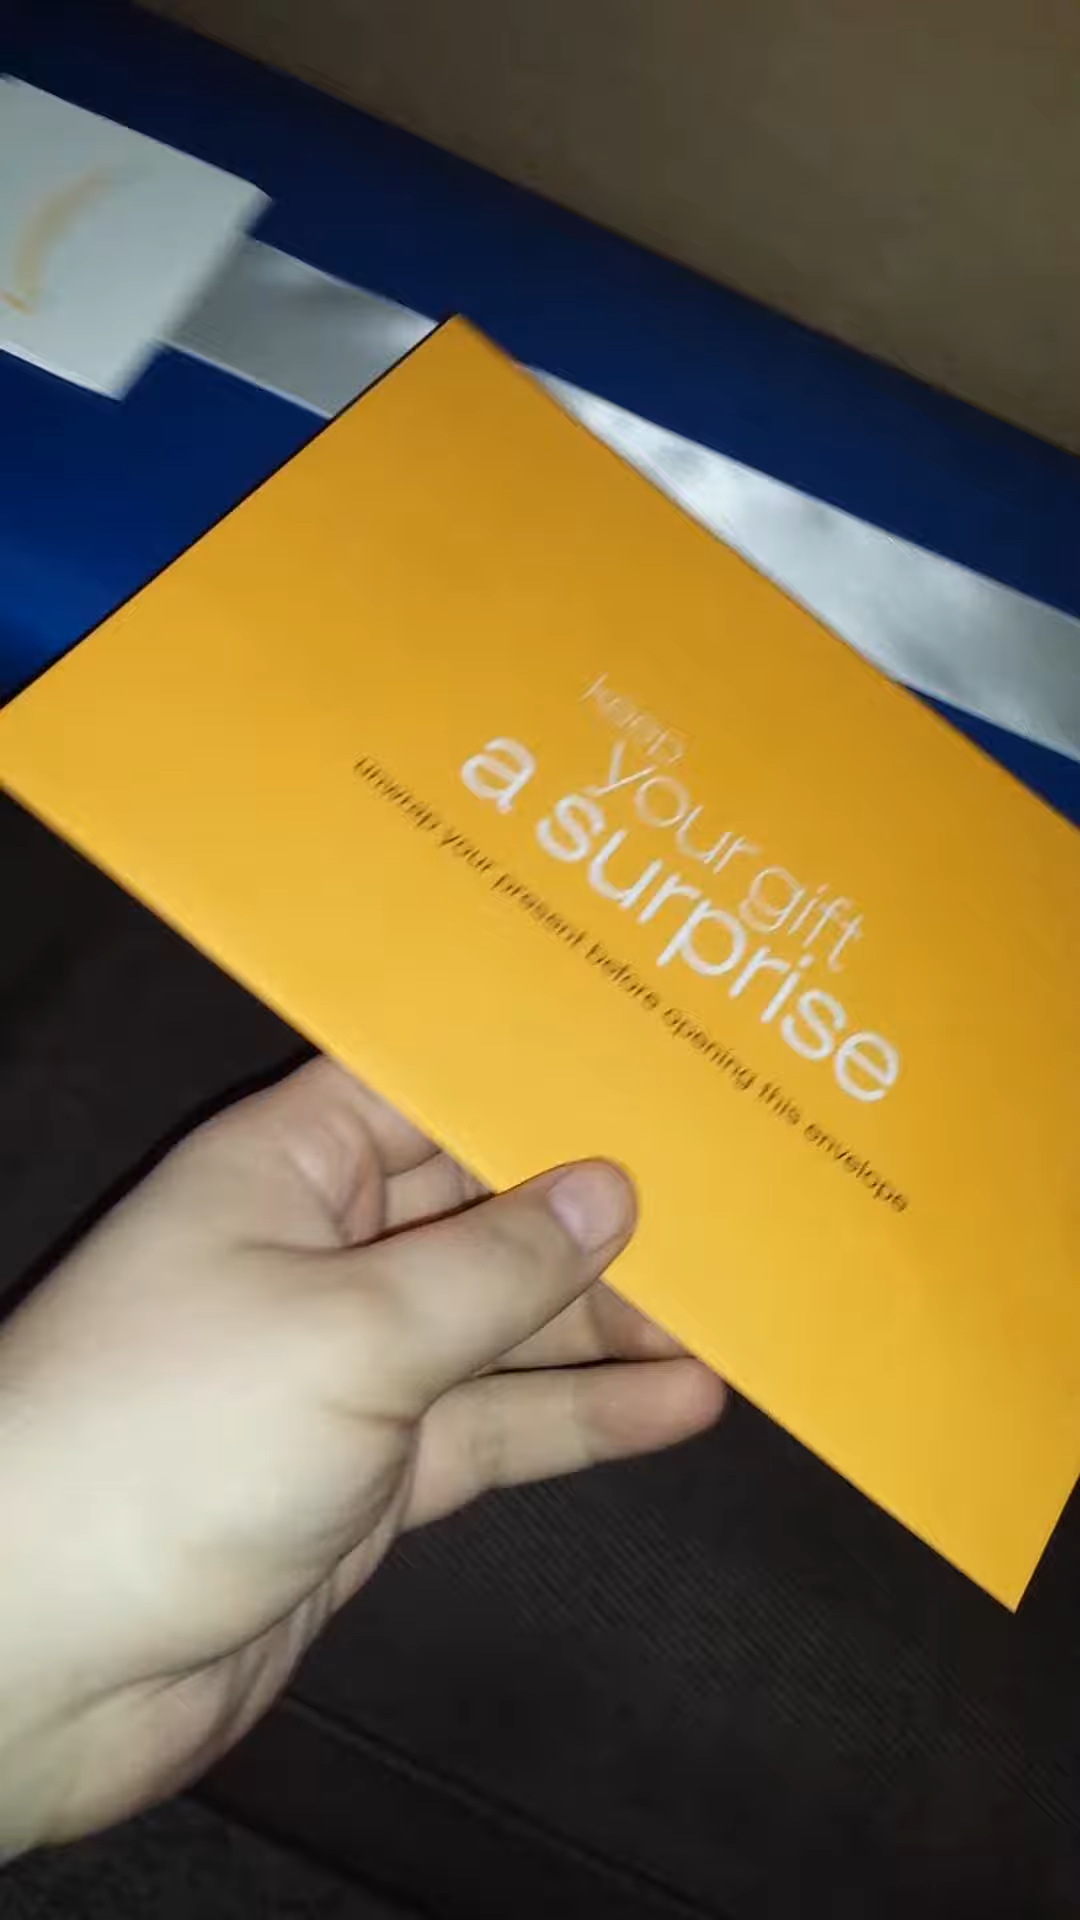 keep
your gift
a surprise
unwrap your present before opening this envelope